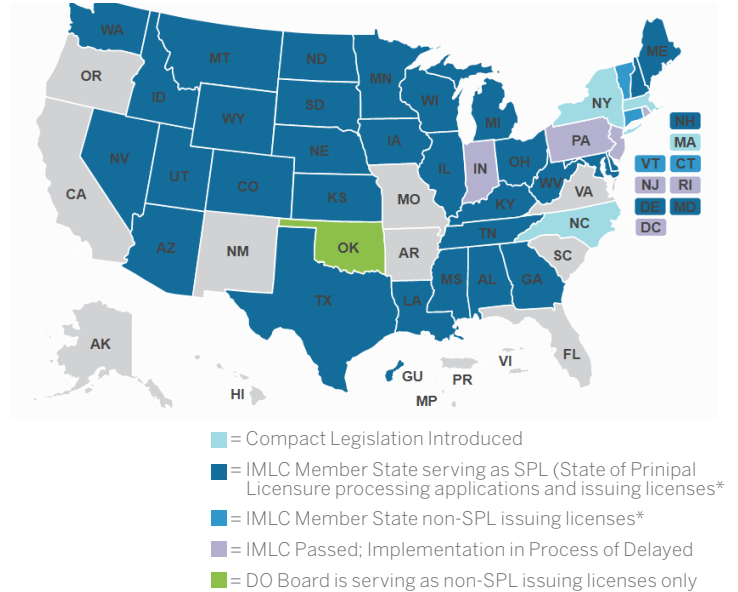 WA
MT
ND
MN
ME
OR
ID
SD
WI
NY
WY
MI
NH
IA
PA
MA
NE
NV
IL
IN
OH
VT CT
UT
CO
WV
NJ RI
CA
KS
MO
VA
KY
DE MD
NC
DC
TN
AZ
NM
OK
AR
SC
MS
AL
GA
TX
LA
AK
FL
VI
GU
PR
HI
MP
= Compact Legislation Introduced
= IMLC Member State serving as SPL (State of Prinipal
Licensure processing applications and issuing licenses*
= IMLC Member State non-SPL issuing licenses*
= IMLC Passed; Implementation in Process of Delayed
= DO Board is serving as non-SPL issuing licenses only